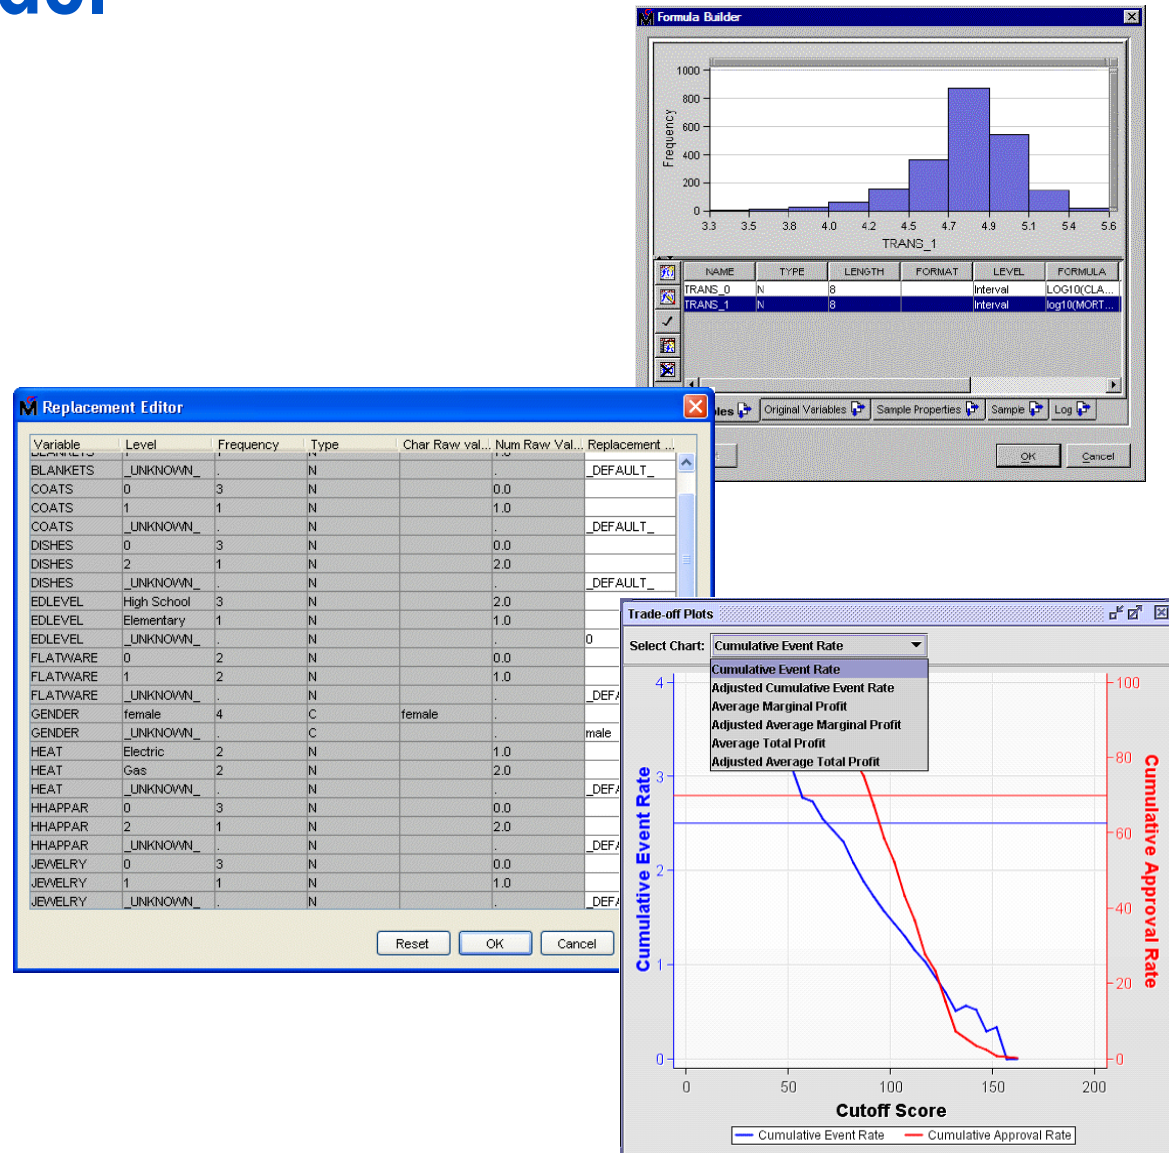 Formula Builder
1000
800
600
400
200
0
Frequency
3.3 3.5 3.8 4.0 4.2 4.5 4.7 4.9 5.1 5.4 5.6
TRANS_1
NAME TYPE LENGTH FORMAT LEVEL FORMULA
TRANS_0 N 8 Interval LOG10(CLA...
TRANS_1 N 8 Interval log10(MORT...
Original Variables Sample Properties Sample Log
OK Cancel
Replacement Editor
Variable Level Frequency Type Char Raw val... Num Raw Val... Replacement ...
BLANKETS _UNKNOWN_ . N . _DEFAULT_
COATS 0 3 N 0.0
COATS 1 1 N 1.0
COATS _UNKNOWN_ . N . _DEFAULT_
DISHES 0 3 N 0.0
DISHES 2 1 N 2.0
DISHES _UNKNOWN_ . N . _DEFAULT_
EDLEVEL High School 3 N 2.0
EDLEVEL Elementary 1 N 1.0
EDLEVEL _UNKNOWN_ . N . 0
FLATWARE 0 2 N 0.0
FLATWARE 1 2 N 1.0
FLATWARE _UNKNOWN_ . N . _DEF
GENDER female 4 C female .
GENDER _UNKNOWN_ . C . male
HEAT Electric 2 N 1.0
HEAT Gas 2 N 2.0
HEAT _UNKNOWN_ . N . _DEF
HHAPPAR 0 3 N 0.0
HHAPPAR 2 1 N 2.0
HHAPPAR _UNKNOWN_ . N . _DEF
JEWELRY 0 3 N 0.0
JEWELRY 1 1 N 1.0
JEWELRY _UNKNOWN_ . N . _DEF
Reset OK Cancel
Trade-off Plots
Select Chart: Cumulative Event Rate
Cumulative Event Rate
Adjusted Cumulative Event Rate
Average Marginal Profit
Adjusted Average Marginal Profit
Average Total Profit
Adjusted Average Total Profit
4
3
2
1
0
Cumulative Event Rate
100
80
60
40
20
0
Cumulative Approval Rate
0 50 100 150 200
Cutoff Score
Cumulative Event Rate Cumulative Approval Rate